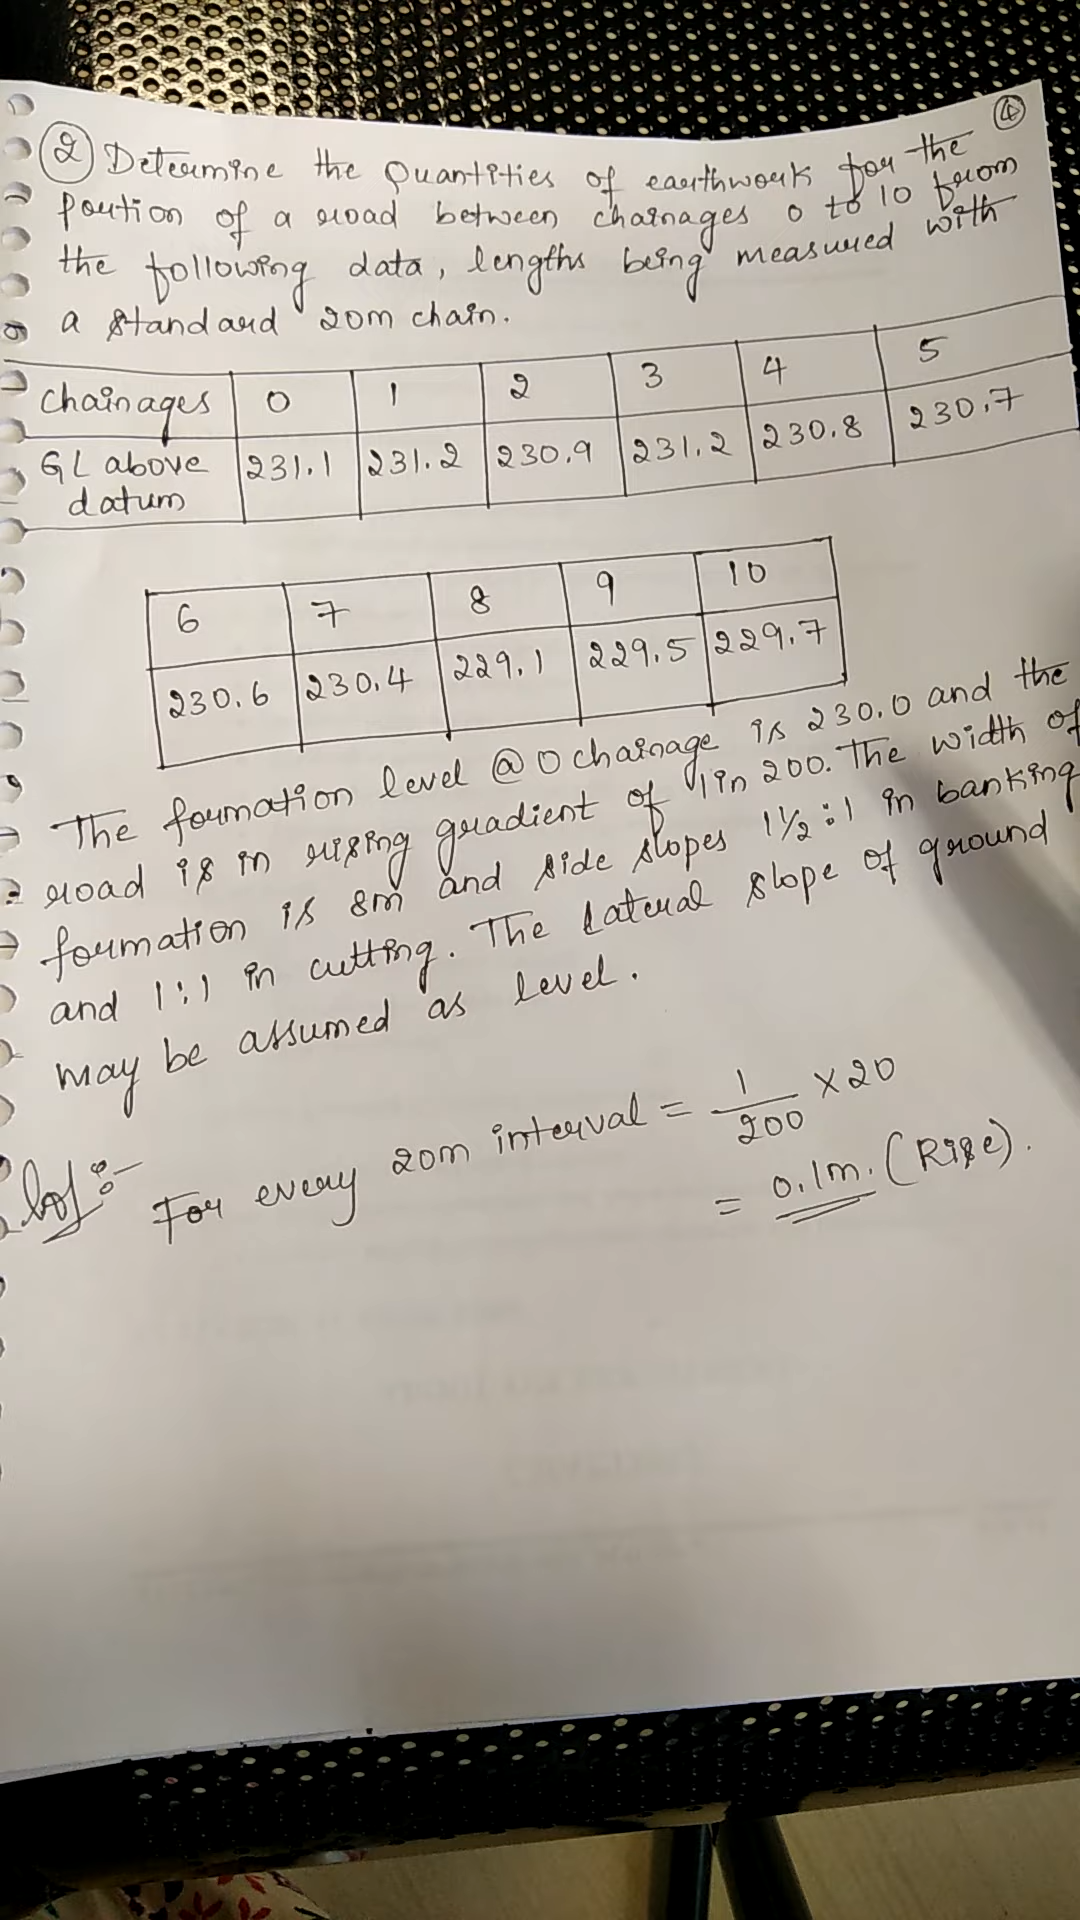 ④
② Determine the Quantities of earthwork for the
portion of a road between chainages 0 to 10 from
the following data, lengths being measured with
a standard 20m chain.
chainages 0 1 2 3 4 5
GL above datum 231.1 231.2 230.9 231.2 230.8 230.7
6 7 8 9 10
230.6 230.4 229.1 229.5 229.7
The formation level @ 0 chainage is 230.0 and the
road is in rising gradient of 1 in 200. The width of
formation is 8m and side slopes 1½:1 in banking
and 1:1 in cutting. The Lateral slope of ground
may be assumed as level.
Sol:-
For every 20m interval = 1/200 × 20
= 0.1m. (Rise).